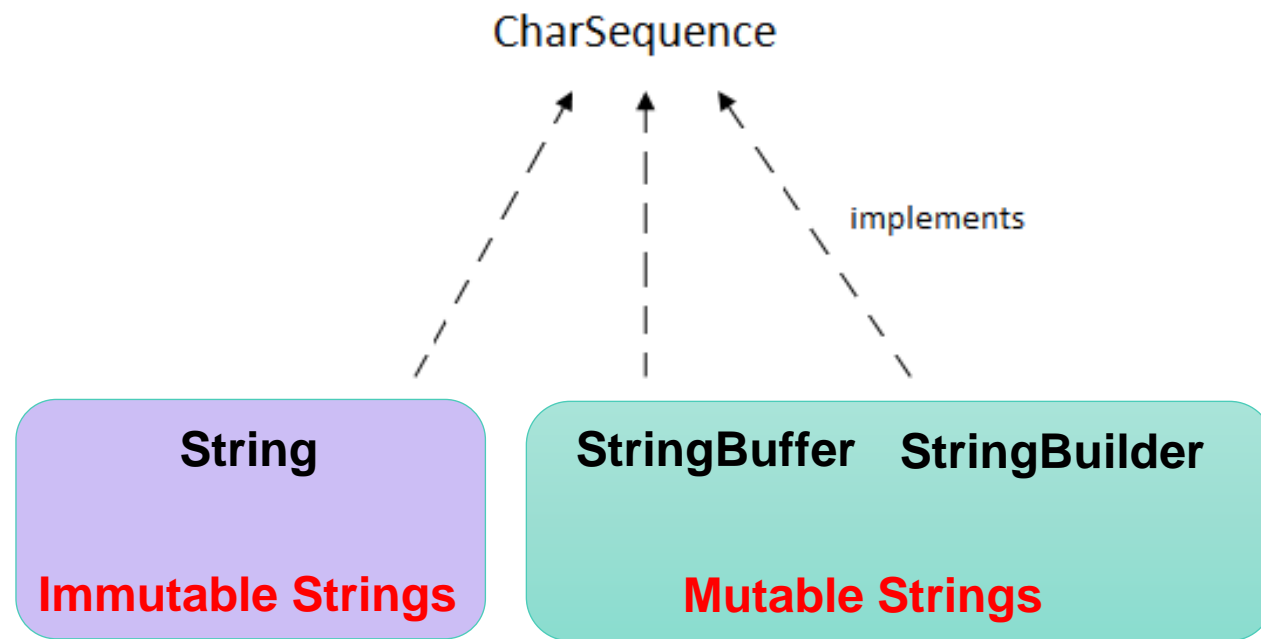 CharSequence
implements
String
StringBuffer StringBuilder
Immutable Strings
Mutable Strings